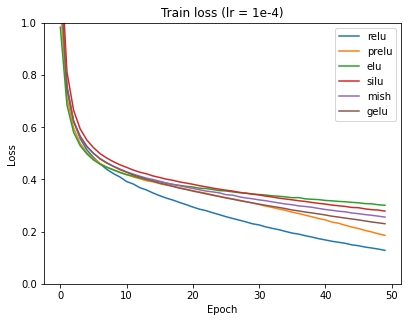 Train loss (lr = 1e-4)
relu
prelu
elu
silu
mish
gelu
Loss
1.0
0.8
0.6
0.4
0.2
0.0
0
10
20
30
40
50
Epoch